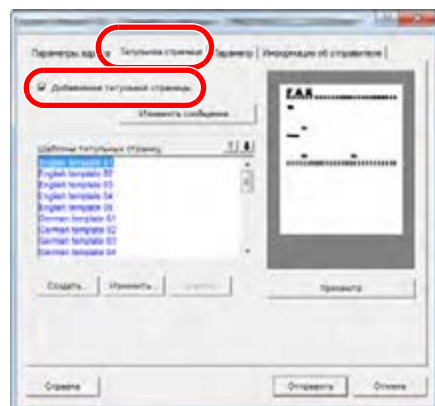 Параметры адреса Титульная страница Параметр Информация об отправителе
Добавление титульной страницы
Изменить сообщение
Шаблоны титульных страниц
English template 01
English template 02
English template 03
English template 04
English template 05
German template 01
German template 02
German template 03
German template 04
FAX
Создать Изменить Удалить
Просмотр
Справка
Отправить Отмена